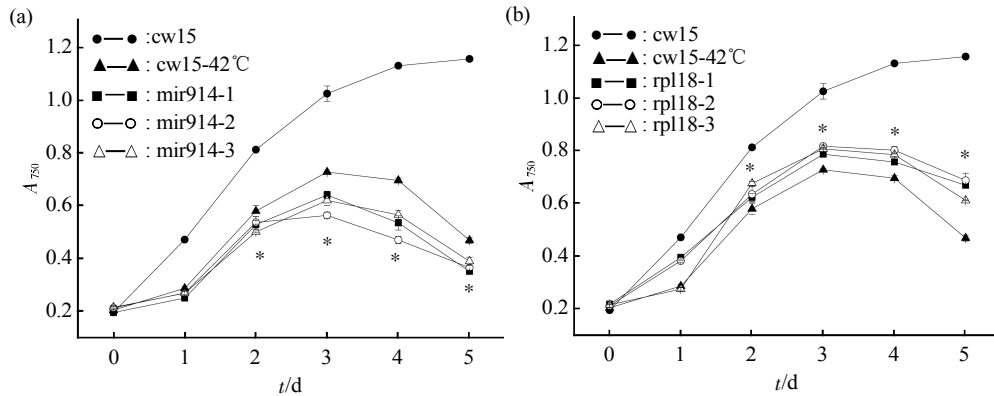 (a)
:cw15
: cw15-42℃
: mir914-1
: mir914-2
: mir914-3
1.2
1.0
0.8
0.6
0.4
0.2
A750
* * * *
0 1 2 3 4 5
t/d
(b)
: cw15
: cw15-42℃
: rpl18-1
: rpl18-2
: rpl18-3
1.2
1.0
0.8
0.6
0.4
0.2
A750
* * * *
0 1 2 3 4 5
t/d